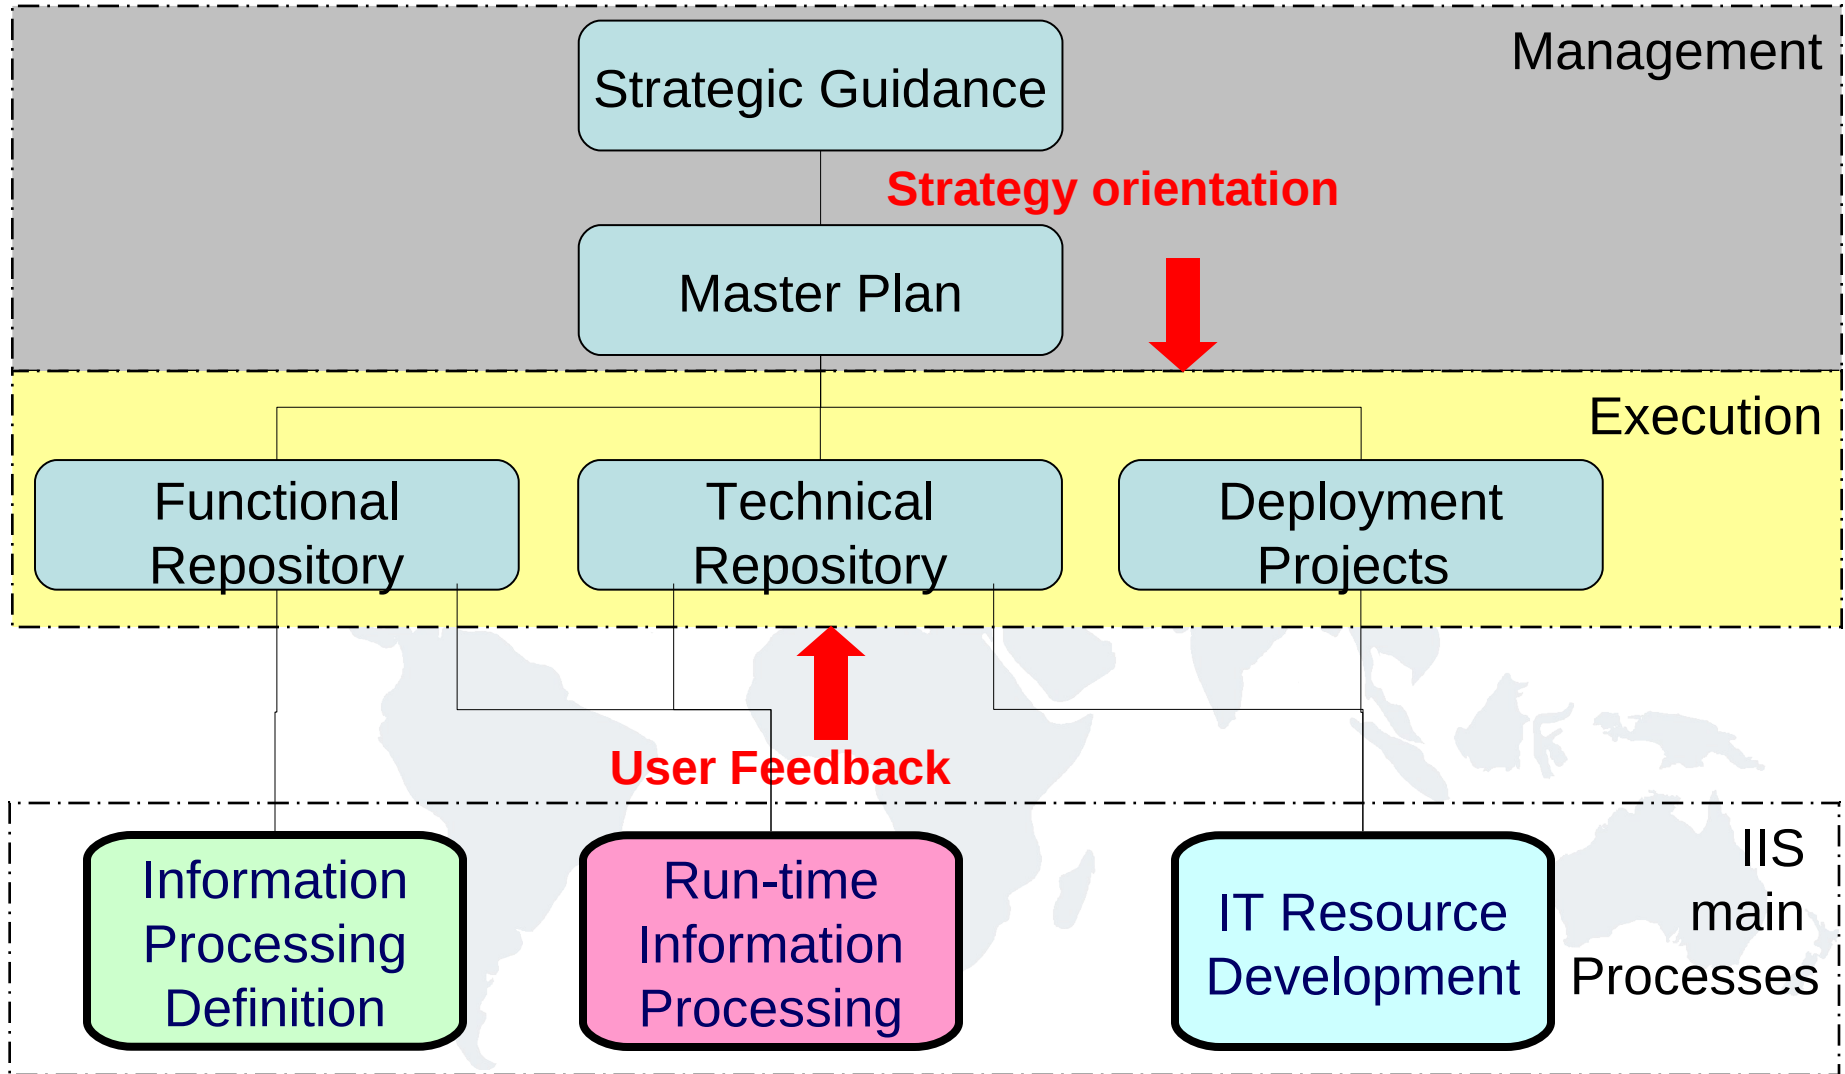 Management
Strategic Guidance
Strategy orientation
Master Plan
Execution
Functional
Repository
Technical
Repository
Deployment
Projects
User Feedback
IIS
main
Processes
Information
Processing
Definition
Run-time
Information
Processing
IT Resource
Development